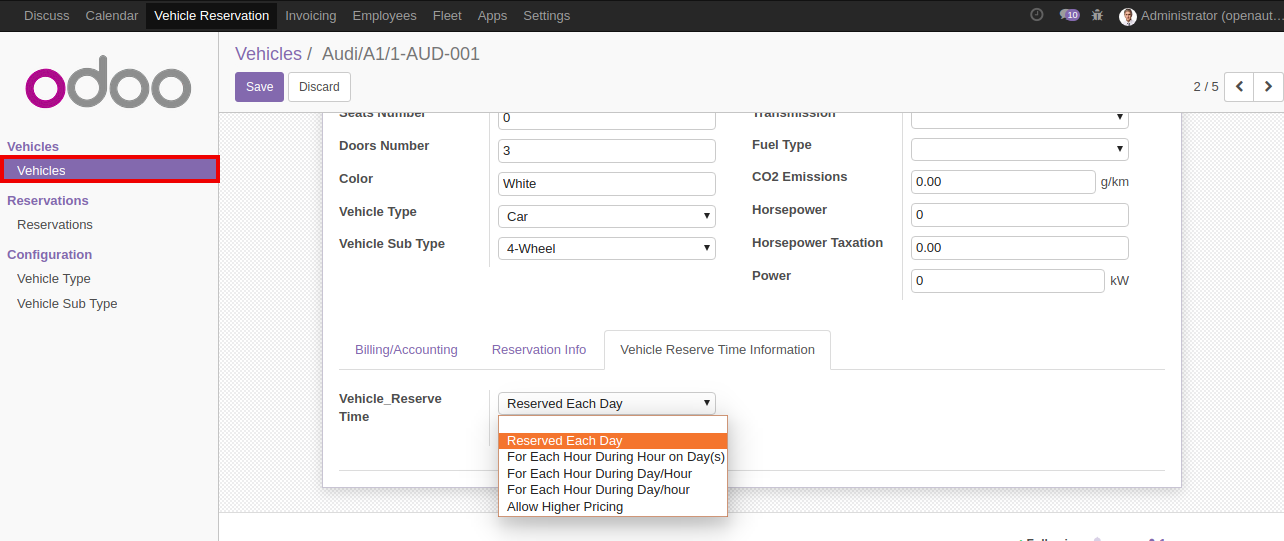 Discuss Calendar Vehicle Reservation Invoicing Employees Fleet Apps Settings 10 Administrator (openaut...
odoo
Vehicles / Audi/A1/1-AUD-001
Save Discard 2 / 5
Vehicles
Vehicles
Reservations
Reservations
Configuration
Vehicle Type
Vehicle Sub Type
Seats Number 0
Doors Number 3
Color White
Vehicle Type Car
Vehicle Sub Type 4-Wheel
Transmission
Fuel Type
CO2 Emissions 0.00 g/km
Horsepower 0
Horsepower Taxation 0.00
Power 0 kW
Billing/Accounting Reservation Info Vehicle Reserve Time Information
Vehicle_Reserve
Time
Reserved Each Day
Reserved Each Day
For Each Hour During Hour on Day(s)
For Each Hour During Day/Hour
For Each Hour During Day/hour
Allow Higher Pricing